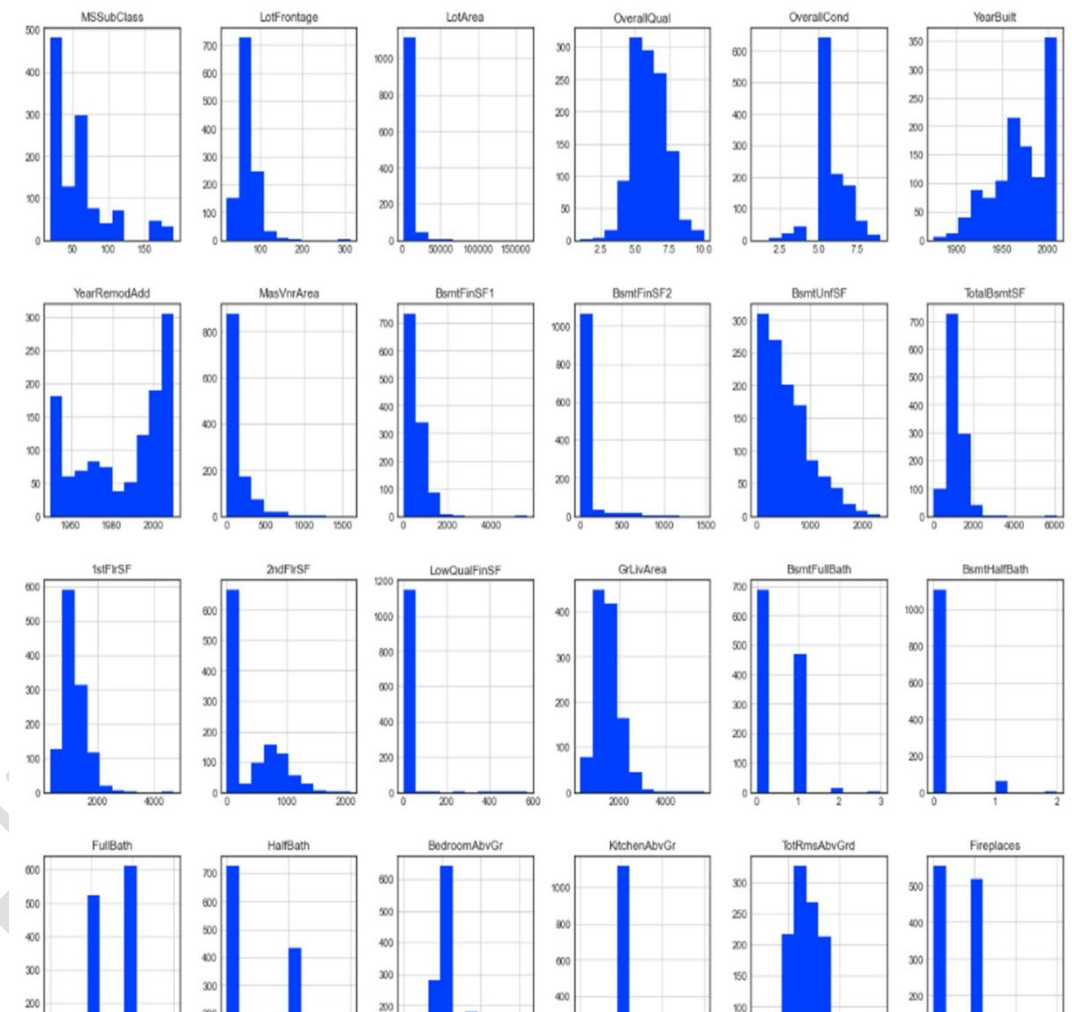 MSSubClass LotFrontage LotArea OverallQual OverallCond YearBuilt
500 700 1000 300 600 350
400 600 800 250 500 300
300 500 600 200 400 250
200 400 400 150 300 200
100 300 200 100 200 150
0 200 0 50 100 100
100 0 0 50
0 0
50 100 150 100 200 300 0 50000 100000 150000 2.5 5.0 7.5 10.0 2.5 5.0 7.5 1900 1950 2000
YearRemodAdd MasVnrArea BsmtFinSF1 BsmtFinSF2 BsmtUnfSF TotalBsmtSF
300 800 700 1000 300 700
250 600 600 800 250 600
200 400 500 600 200 500
150 200 400 400 150 400
100 0 300 200 100 300
50 200 0 50 200
0 100 0 100
0 0
1960 1980 2000 0 500 1000 1500 0 2000 4000 0 500 1000 1500 0 1000 2000 0 2000 4000 6000
1stFlrSF 2ndFlrSF LowQualFinSF GrLivArea BsmtFullBath BsmtHalfBath
600 600 1200 400 700 1000
500 500 1000 300 600 800
400 400 800 200 500 600
300 300 600 100 400 400
200 200 400 0 300 200
100 100 200 200 0
0 0 0 100
0
2000 4000 0 1000 2000 0 200 400 600 2000 4000 0 1 2 3 0 1 2
FullBath HalfBath BedroomAbvGr KitchenAbvGr TotRmsAbvGrd Fireplaces
600 700 600 1000 300 500
500 600 500 800 250 400
400 500 400 600 200 300
300 400 300 400 150 200
200 300 200 100